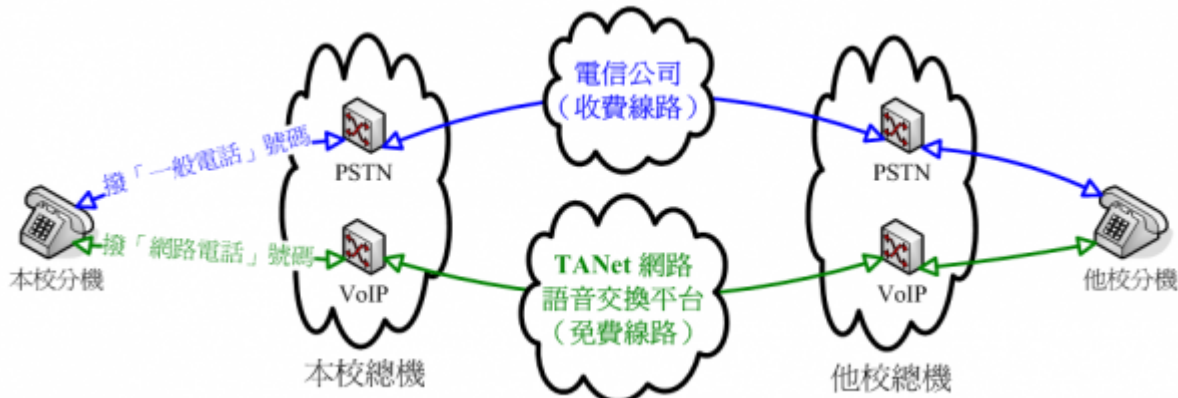 電信公司
（收費線路）
撥「一般電話」號碼
PSTN
PSTN
撥「網路電話」號碼
本校分機
VoIP
TANet 網路
語音交換平台
（免費線路）
VoIP
他校分機
本校總機
他校總機